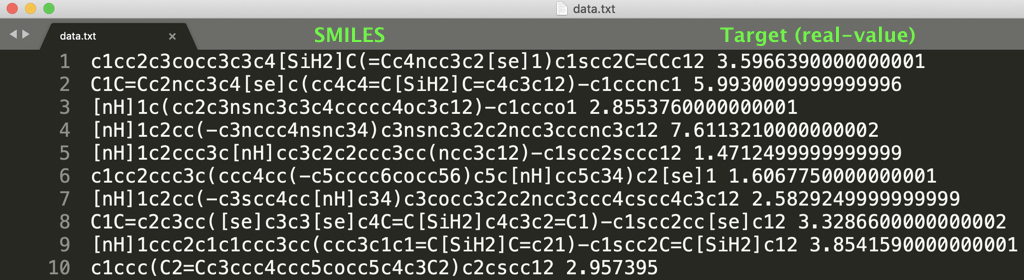 data.txt
data.txt ×
SMILES Target (real-value)
1 c1cc2c3cocc3c3c4[SiH2]C(=Cc4ncc3c2[se]1)c1scc2C=CCc12 3.5966390000000001
2 C1C=Cc2ncc3c4[se]c(cc4c4=C[SiH2]C=c4c3c12)-c1cccnc1 5.9930009999999996
3 [nH]1c(cc2c3nsnc3c3c4ccccc4oc3c12)-c1ccco1 2.8553760000000001
4 [nH]1c2cc(-c3nccc4nsnc34)c3nsnc3c2c2ncc3cccnc3c12 7.6113210000000002
5 [nH]1c2ccc3c[nH]cc3c2c2ccc3cc(ncc3c12)-c1scc2sccc12 1.4712499999999999
6 c1cc2ccc3c(ccc4cc(-c5cccc6cocc56)c5c[nH]cc5c34)c2[se]1 1.6067750000000001
7 [nH]1c2cc(-c3scc4cc[nH]c34)c3cocc3c2c2ncc3ccc4cscc4c3c12 2.5829249999999999
8 C1C=c2c3cc([se]c3c3[se]c4C=C[SiH2]c4c3c2=C1)-c1scc2cc[se]c12 3.3286600000000002
9 [nH]1ccc2c1c1ccc3cc(ccc3c1c1=C[SiH2]C=c21)-c1scc2C=C[SiH2]c12 3.8541590000000001
10 c1ccc(C2=Cc3ccc4ccc5cocc5c4c3C2)c2cscc12 2.957395